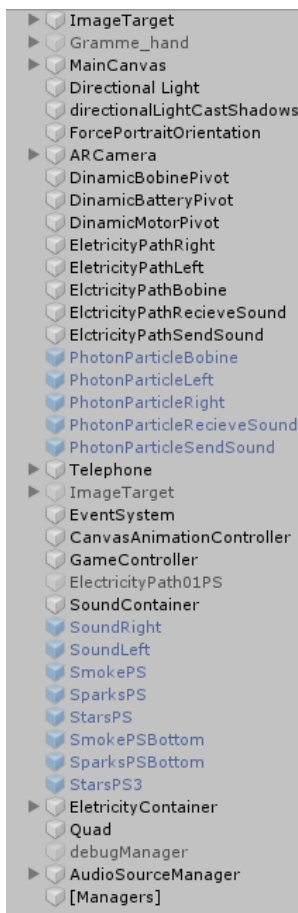 ImageTarget
Gramme_hand
MainCanvas
Directional Light
directionalLightCastShadows
ForcePortraitOrientation
ARCamera
DinamicBobinePivot
DinamicBatteryPivot
DinamicMotorPivot
EletricityPathRight
EletricityPathLeft
ElctricityPathBobine
ElctricityPathRecieveSound
ElctricityPathSendSound
PhotonParticleBobine
PhotonParticleLeft
PhotonParticleRight
PhotonParticleRecieveSound
PhotonParticleSendSound
Telephone
ImageTarget
EventSystem
CanvasAnimationController
GameController
ElectricityPath01PS
SoundContainer
SoundRight
SoundLeft
SmokePS
SparksPS
StarsPS
SmokePSBottom
SparksPSBottom
StarsPS3
EletricityContainer
Quad
debugManager
AudioSourceManager
[Managers]